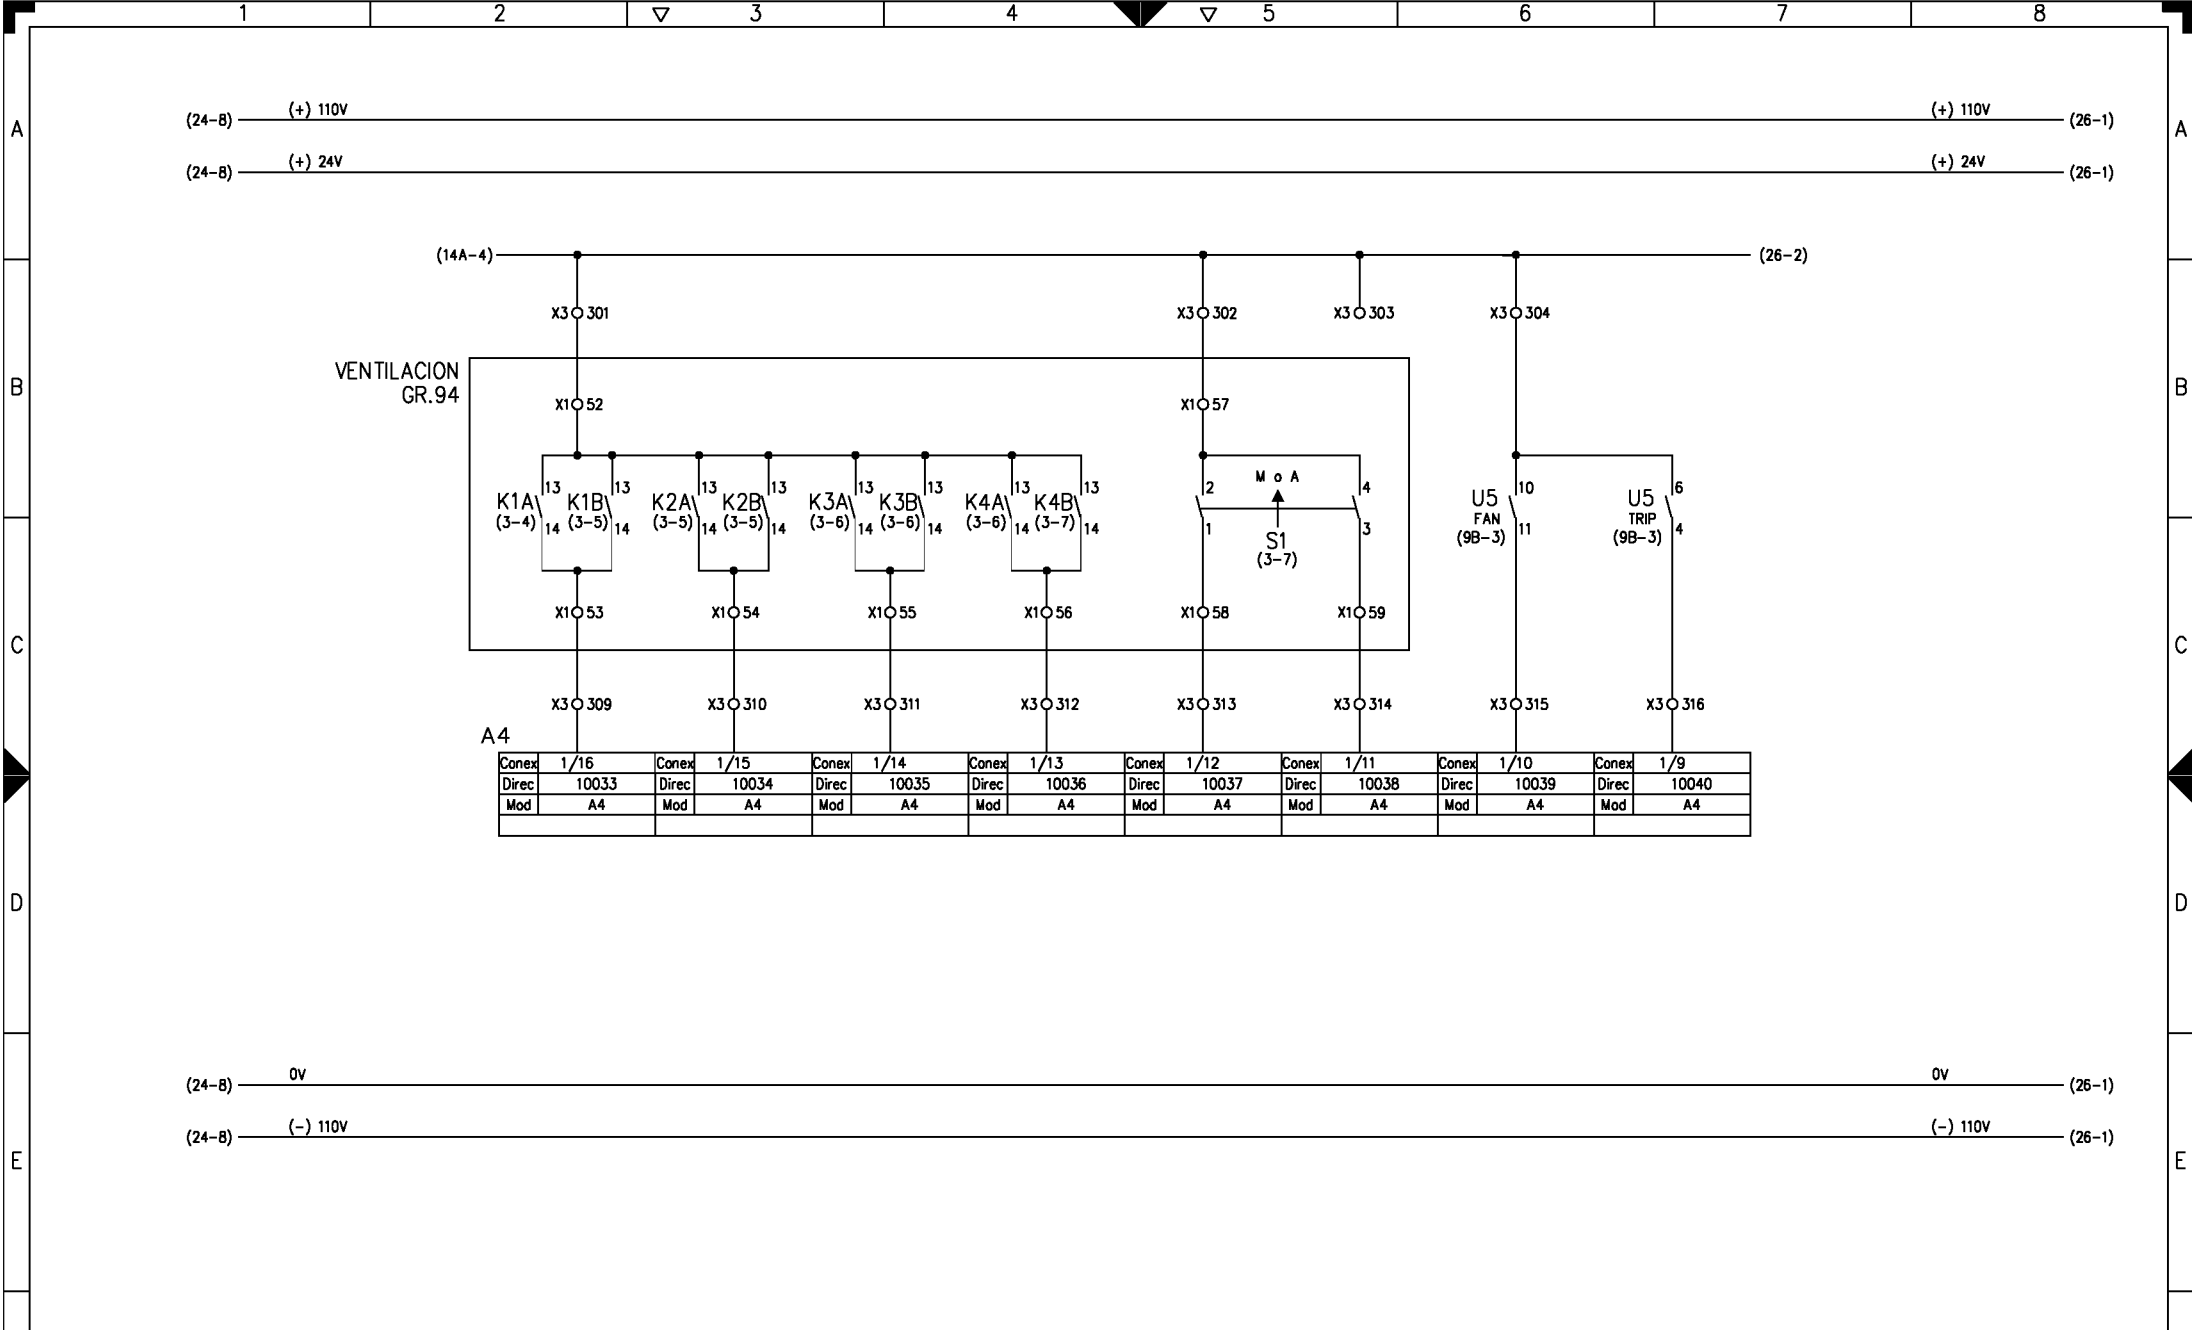 1 2 3 4 5 6 7 8
(+) 110V (+) 110V
(24-8) (26-1)
A A
(+) 24V (+) 24V
(24-8) (26-1)
(14A-4) (26-2)
X3 301 X3 302 X3 303 X3 304
VENTILACION
GR.94
B B
X1 52 X1 57
M o A
13 13 13 13 13 13 13 13 2 4 10 6
K1A K1B K2A K2B K3A K3B K4A K4B U5 U5
(3-4) (3-5) (3-5) (3-5) (3-6) (3-6) (3-6) (3-7) FAN TRIP
14 14 14 14 14 14 14 14 1 3 11 4
S1 (9B-3) (9B-3)
(3-7)
X1 53 X1 54 X1 55 X1 56 X1 58 X1 59
C C
X3 309 X3 310 X3 311 X3 312 X3 313 X3 314 X3 315 X3 316
A4
Conex 1/16 Conex 1/15 Conex 1/14 Conex 1/13 Conex 1/12 Conex 1/11 Conex 1/10 Conex 1/9
Direc 10033 Direc 10034 Direc 10035 Direc 10036 Direc 10037 Direc 10038 Direc 10039 Direc 10040
Mod A4 Mod A4 Mod A4 Mod A4 Mod A4 Mod A4 Mod A4 Mod A4
D D
0V 0V
(24-8) (26-1)
(-) 110V (-) 110V
(24-8) (26-1)
E E